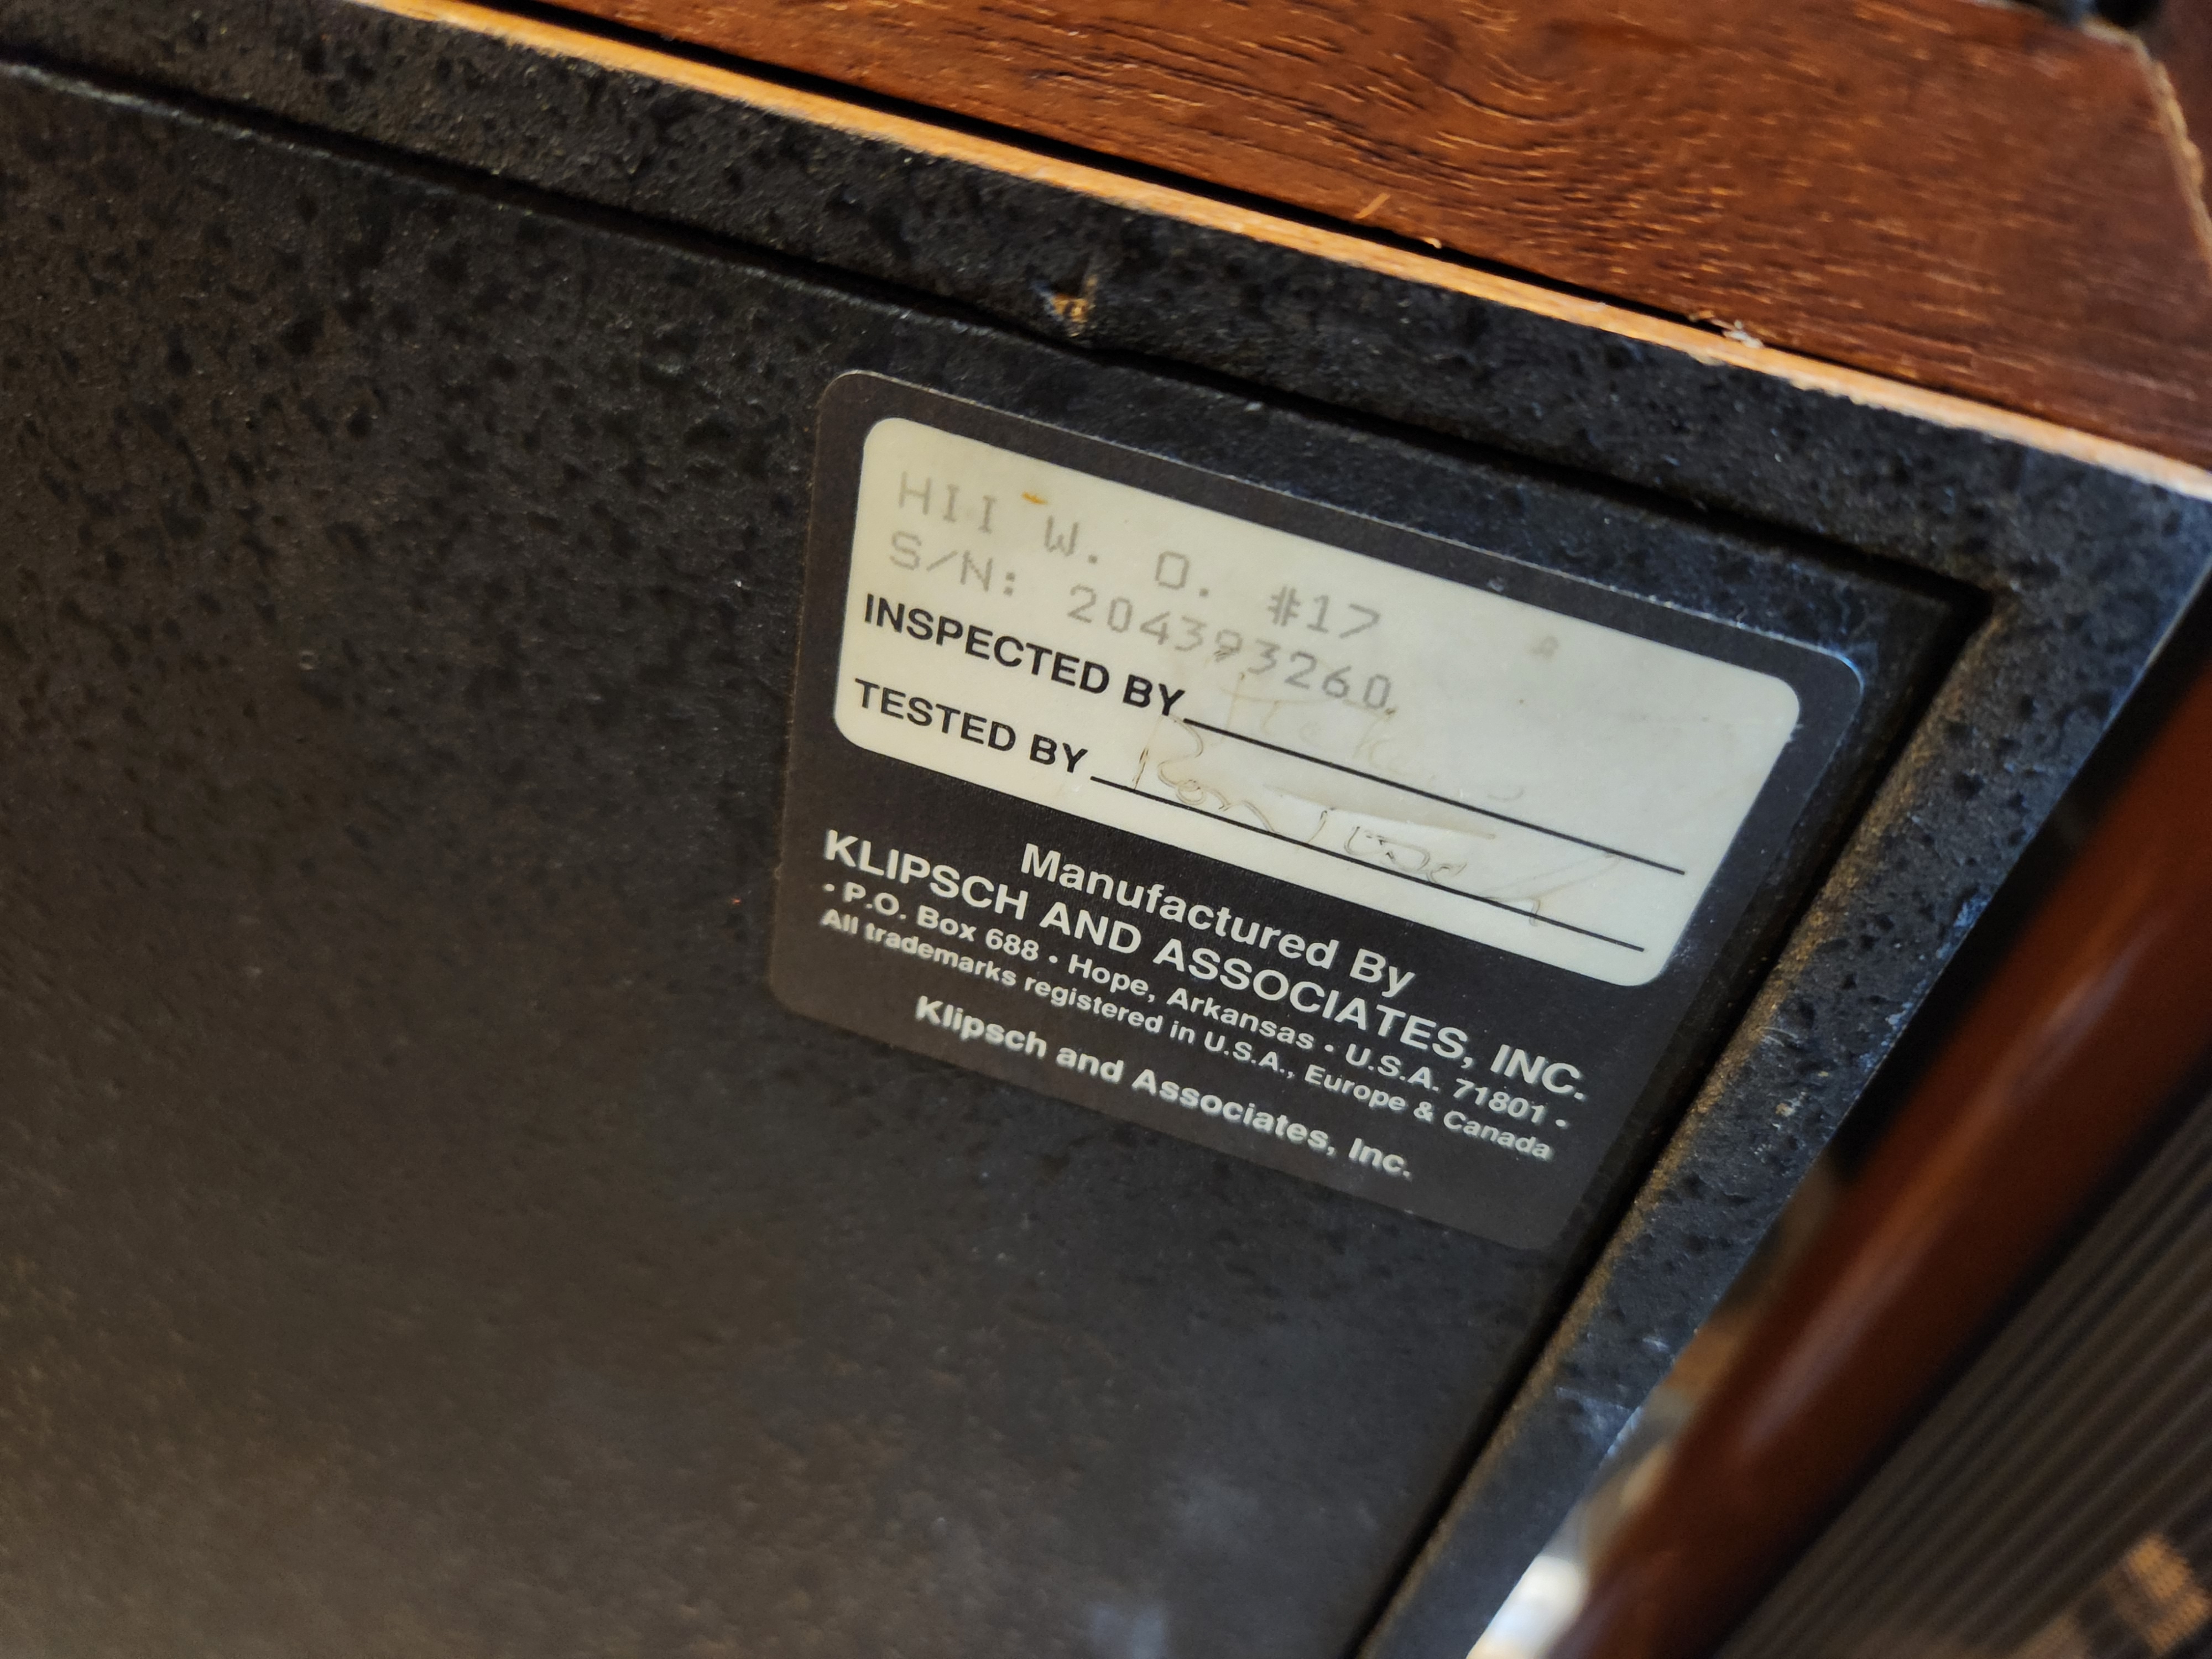 HII W. O. #17
S/N: 204393260
INSPECTED BY
TESTED BY Ron
Manufactured By
KLIPSCH AND ASSOCIATES, INC.
• P.O. Box 688 • Hope, Arkansas • U.S.A. 71801 •
All trademarks registered in U.S.A., Europe & Canada
Klipsch and Associates, Inc.